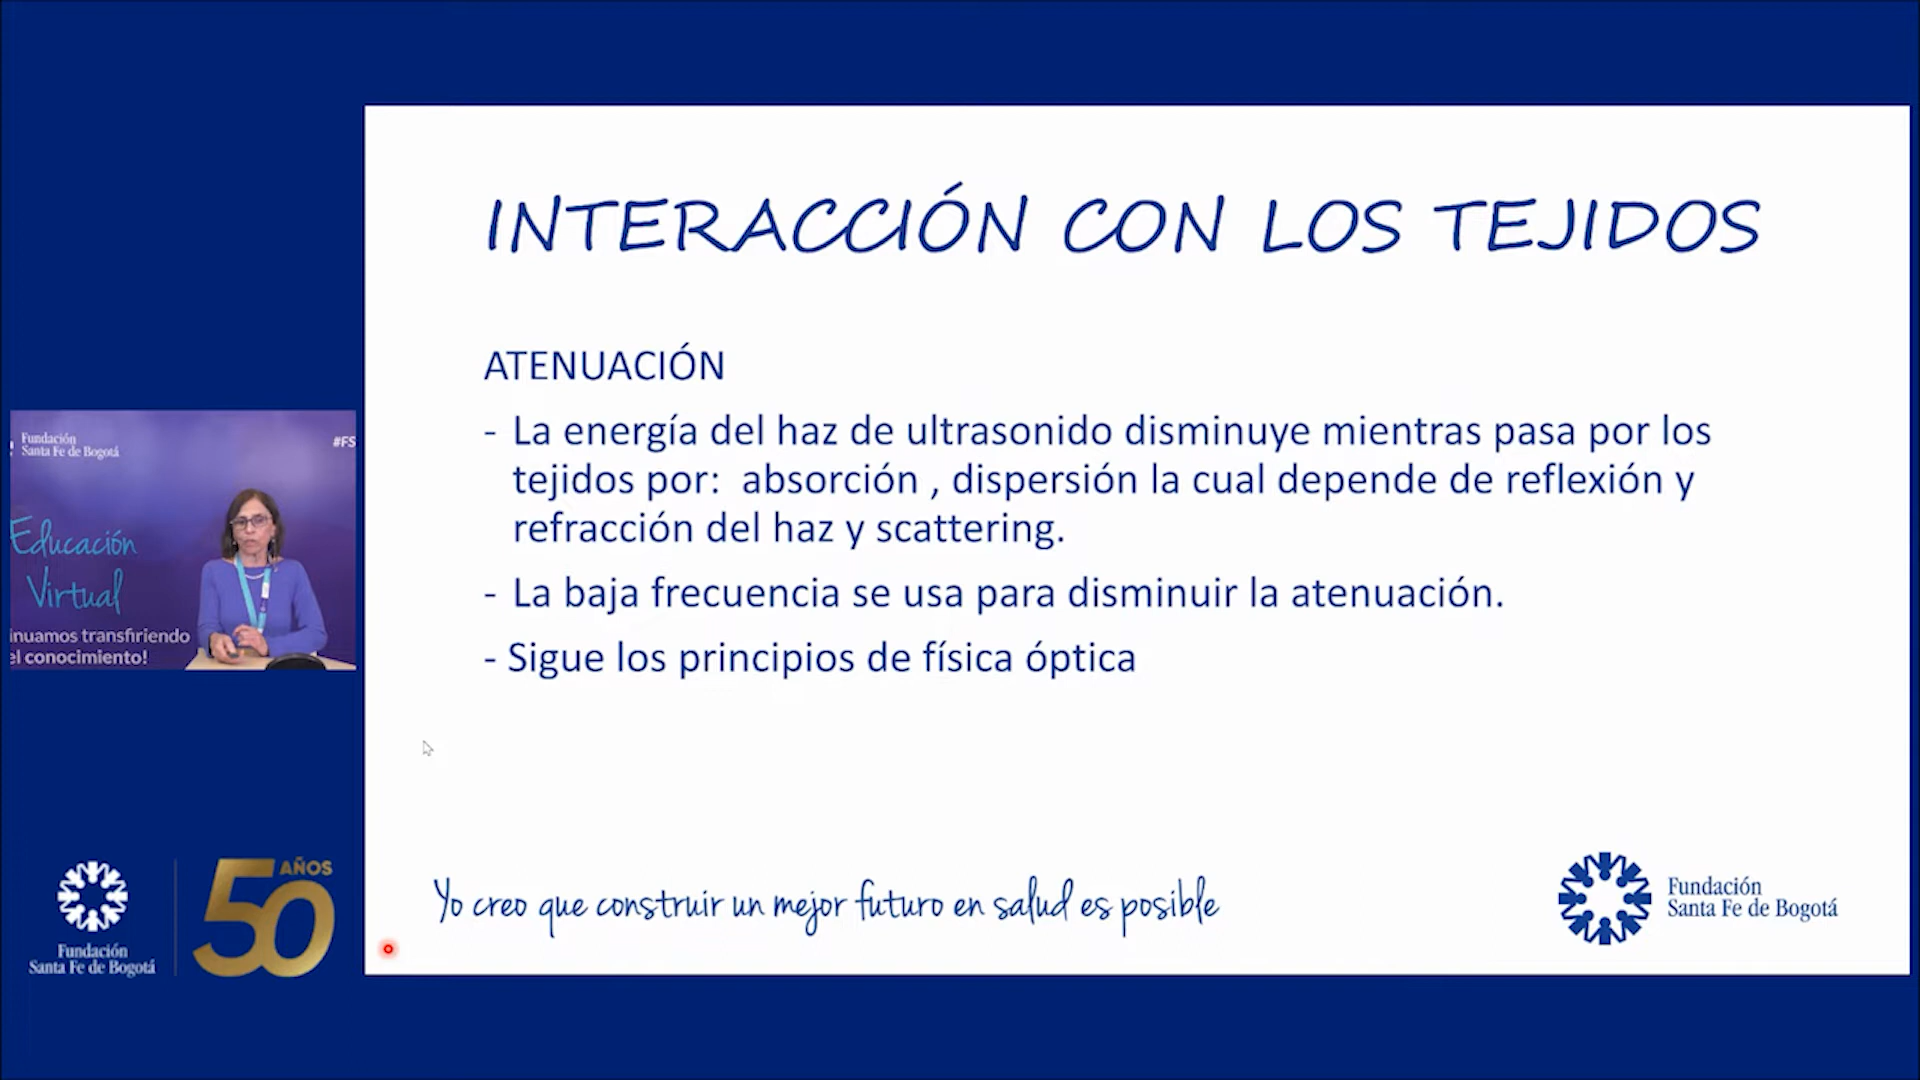 INTERACCIÓN CON LOS TEJIDOS
ATENUACIÓN
- La energía del haz de ultrasonido disminuye mientras pasa por los
tejidos por:  absorción , dispersión la cual depende de reflexión y
refracción del haz y scattering.
- La baja frecuencia se usa para disminuir la atenuación.
- Sigue los principios de física óptica
Fundación
Santa Fe de Bogotá
#FS
Educación
Virtual
inuamos transfiriendo
el conocimiento!
Fundación
Santa Fe de Bogotá
50 AÑOS
Yo creo que construir un mejor futuro en salud es posible
Fundación
Santa Fe de Bogotá